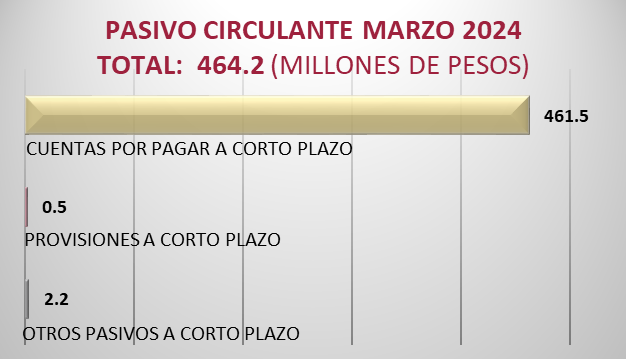 PASIVO CIRCULANTE MARZO 2024
TOTAL:  464.2 (MILLONES DE PESOS)
461.5
CUENTAS POR PAGAR A CORTO PLAZO
0.5
PROVISIONES A CORTO PLAZO
2.2
OTROS PASIVOS A CORTO PLAZO